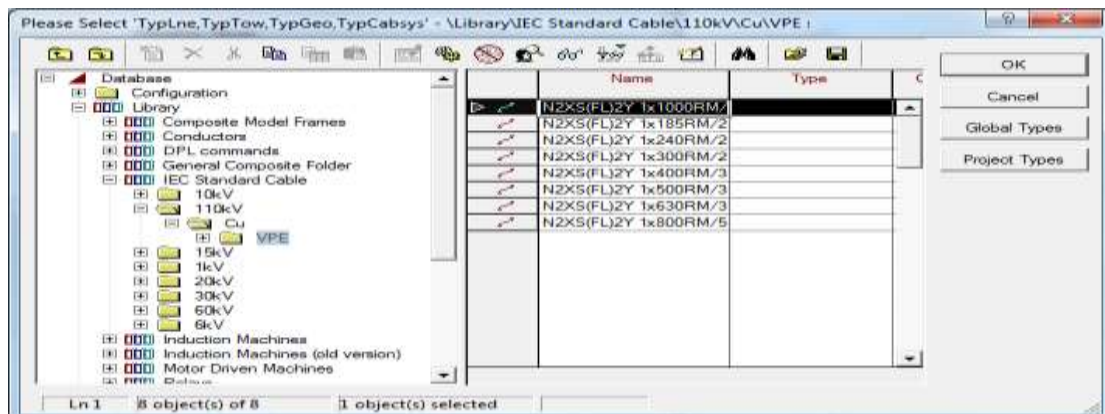 Please Select 'TypLne,TypTow,TypGeo,TypCabsys' - \Library\IEC Standard Cable\110kV\Cu\VPE :
Database
Configuration
Library
Composite Model Frames
Conductors
DPL commands
General Composite Folder
IEC Standard Cable
10kV
110kV
Cu
VPE
15kV
1kV
20kV
30kV
60kV
6kV
Induction Machines
Induction Machines (old version)
Motor Driven Machines
Name Type
N2XS(FL)2Y 1x1000RM/
N2XS(FL)2Y 1x185RM/2
N2XS(FL)2Y 1x240RM/2
N2XS(FL)2Y 1x300RM/2
N2XS(FL)2Y 1x400RM/3
N2XS(FL)2Y 1x500RM/3
N2XS(FL)2Y 1x630RM/3
N2XS(FL)2Y 1x800RM/5
OK
Cancel
Global Types
Project Types
Ln 1 8 object(s) of 8 1 object(s) selected